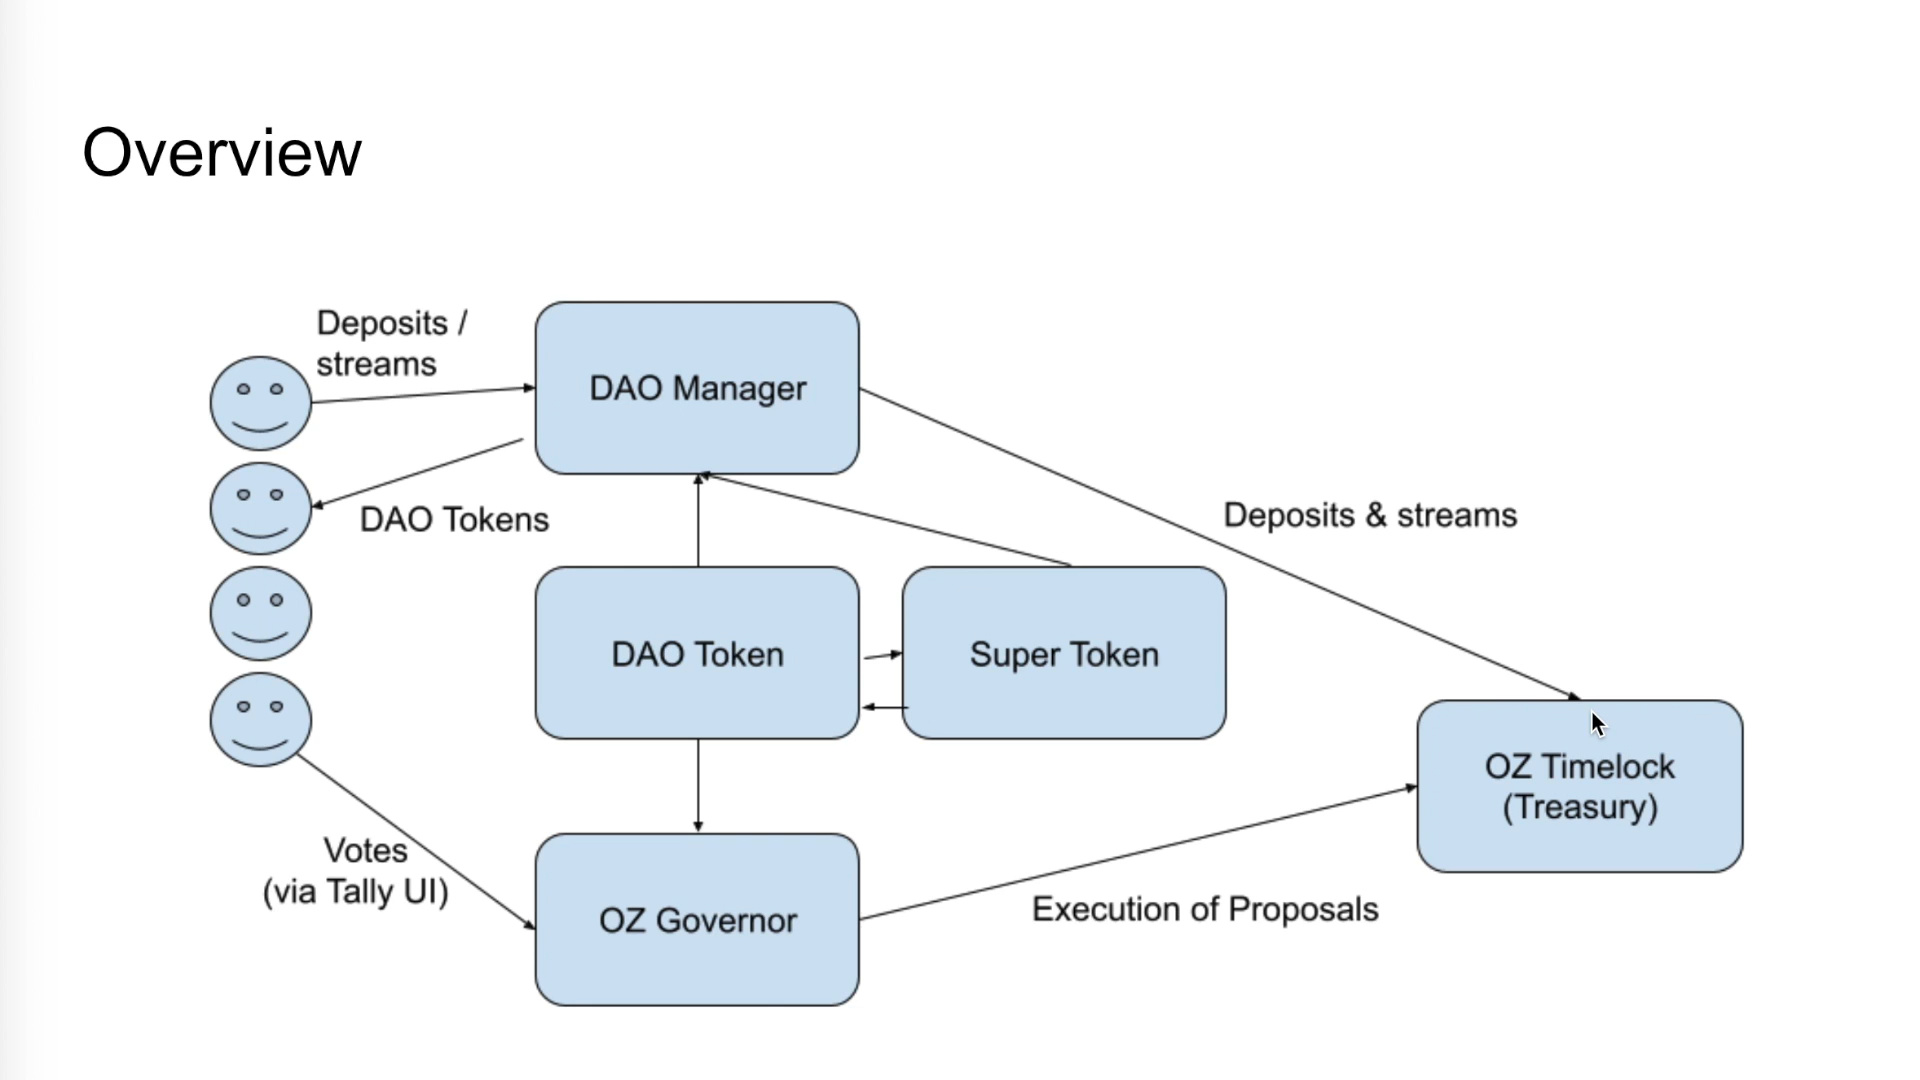 Overview
Deposits /
streams
DAO Manager
DAO Tokens
Deposits & streams
DAO Token
Super Token
OZ Timelock
(Treasury)
Votes
(via Tally UI)
OZ Governor
Execution of Proposals